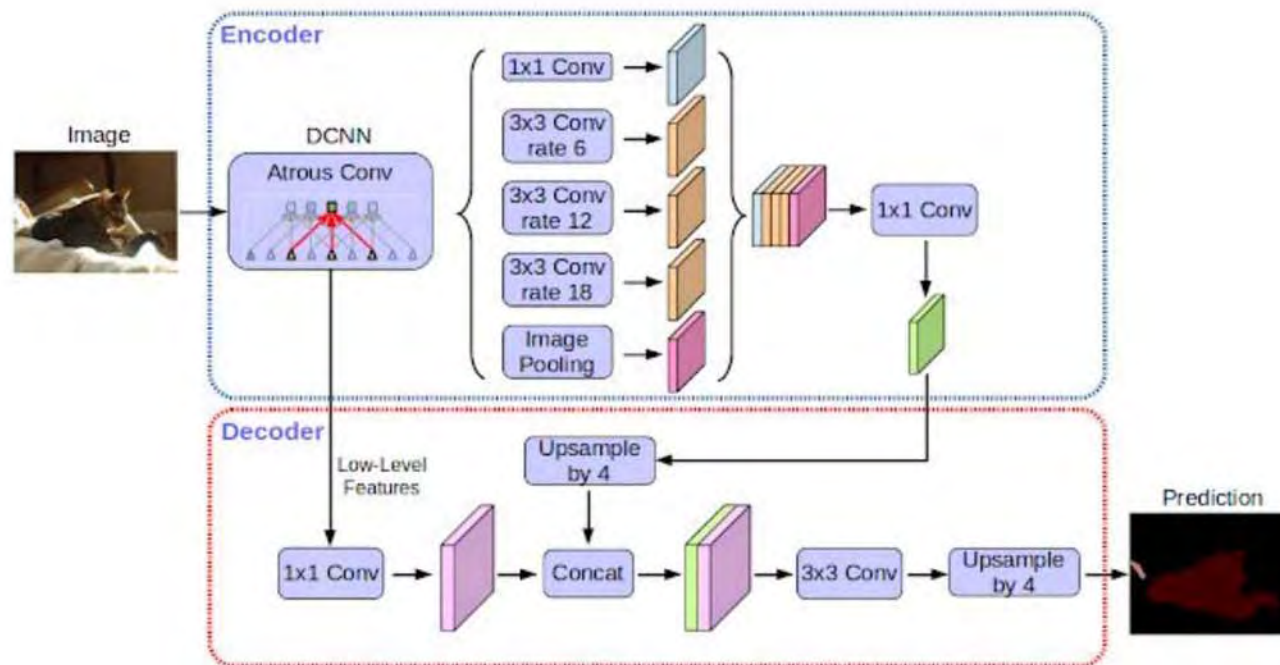 Encoder
Image
DCNN
Atrous Conv
1x1 Conv
3x3 Conv
rate 6
3x3 Conv
rate 12
3x3 Conv
rate 18
Image
Pooling
1x1 Conv
Decoder
Low-Level
Features
Upsample
by 4
1x1 Conv
Concat
3x3 Conv
Upsample
by 4
Prediction